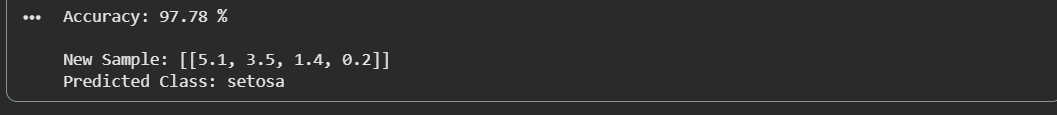 Accuracy: 97.78 %
New Sample: [[5.1, 3.5, 1.4, 0.2]]
Predicted Class: setosa